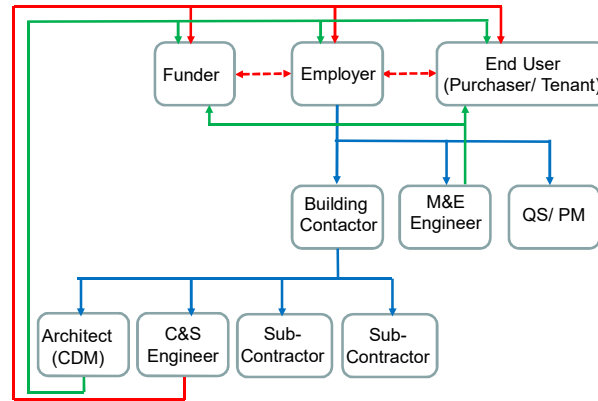 Funder
Employer
End User
(Purchaser/ Tenant)
Building
Contactor
M&E
Engineer
QS/ PM
Architect
(CDM)
C&S
Engineer
Sub-
Contractor
Sub-
Contractor